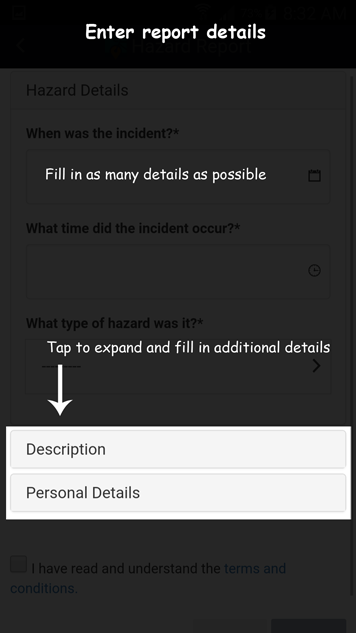 Enter report details
Hazard Report
Hazard Details
When was the incident?*
Fill in as many details as possible
What time did the incident occur?*
What type of hazard was it?*
Tap to expand and fill in additional details
---------
Description
Personal Details
I have read and understand the terms and
conditions.